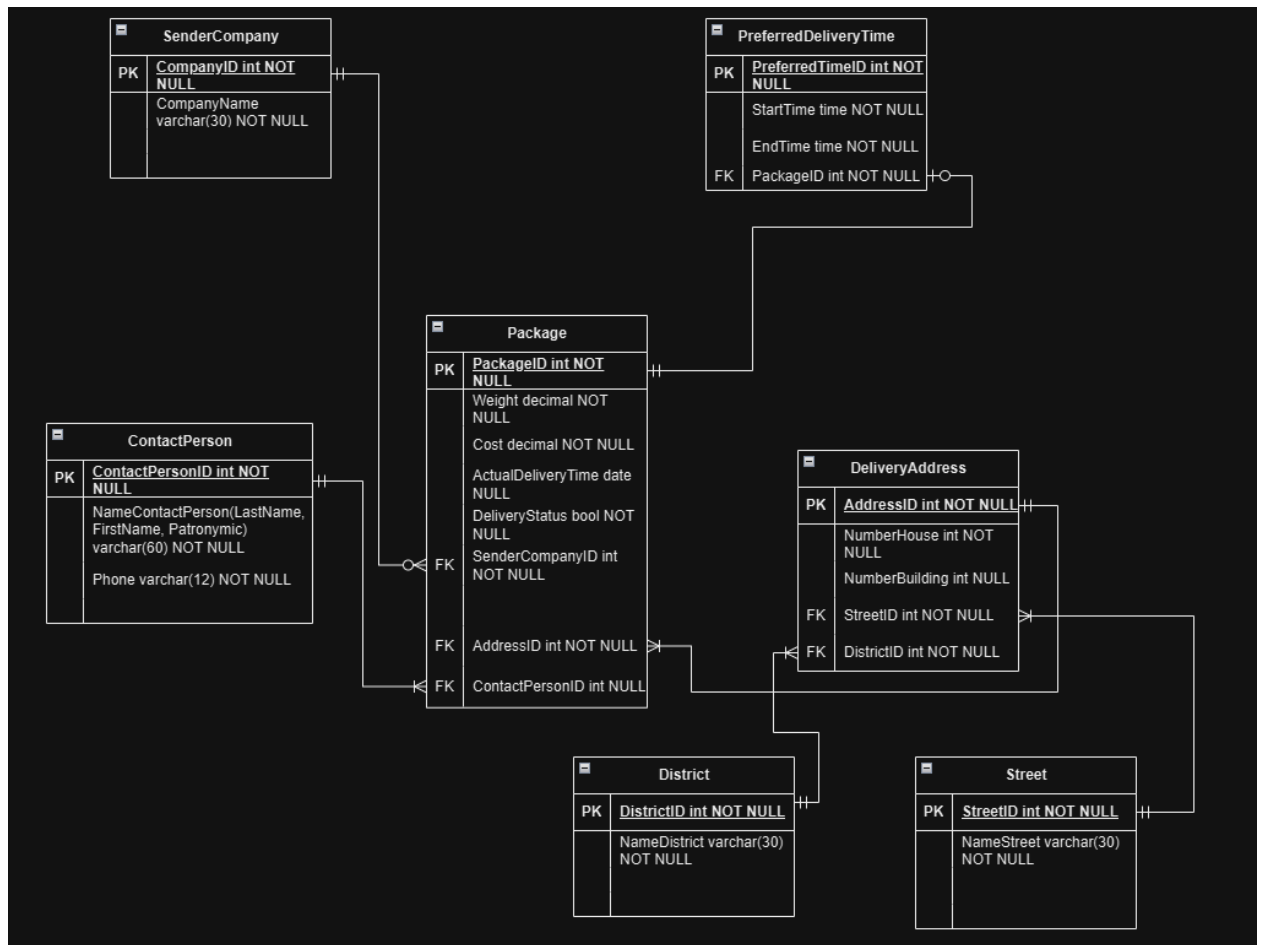 SenderCompany
PK
CompanyID int NOT
NULL
CompanyName
varchar(30) NOT NULL
PreferredDeliveryTime
PK
PreferredTimeID int NOT
NULL
StartTime time NOT NULL
EndTime time NOT NULL
FK
PackageID int NOT NULL
Package
PK
PackageID int NOT
NULL
Weight decimal NOT
NULL
Cost decimal NOT NULL
ActualDeliveryTime date
NULL
DeliveryStatus bool NOT
NULL
FK
SenderCompanyID int
NOT NULL
FK
AddressID int NOT NULL
FK
ContactPersonID int NULL
ContactPerson
PK
ContactPersonID int NOT
NULL
NameContactPerson(LastName,
FirstName, Patronymic)
varchar(60) NOT NULL
Phone varchar(12) NOT NULL
DeliveryAddress
PK
AddressID int NOT NULL
NumberHouse int NOT
NULL
NumberBuilding int NULL
FK
StreetID int NOT NULL
FK
DistrictID int NOT NULL
District
PK
DistrictID int NOT NULL
NameDistrict varchar(30)
NOT NULL
Street
PK
StreetID int NOT NULL
NameStreet varchar(30)
NOT NULL